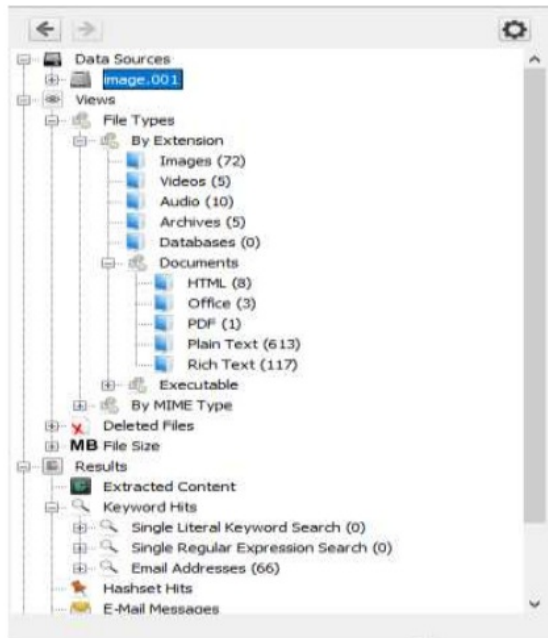 Data Sources
image.001
Views
File Types
By Extension
Images (72)
Videos (5)
Audio (10)
Archives (5)
Databases (0)
Documents
HTML (8)
Office (3)
PDF (1)
Plain Text (613)
Rich Text (117)
Executable
By MIME Type
Deleted Files
MB File Size
Results
Extracted Content
Keyword Hits
Single Literal Keyword Search (0)
Single Regular Expression Search (0)
Email Addresses (66)
Hashset Hits
E-Mail Messages